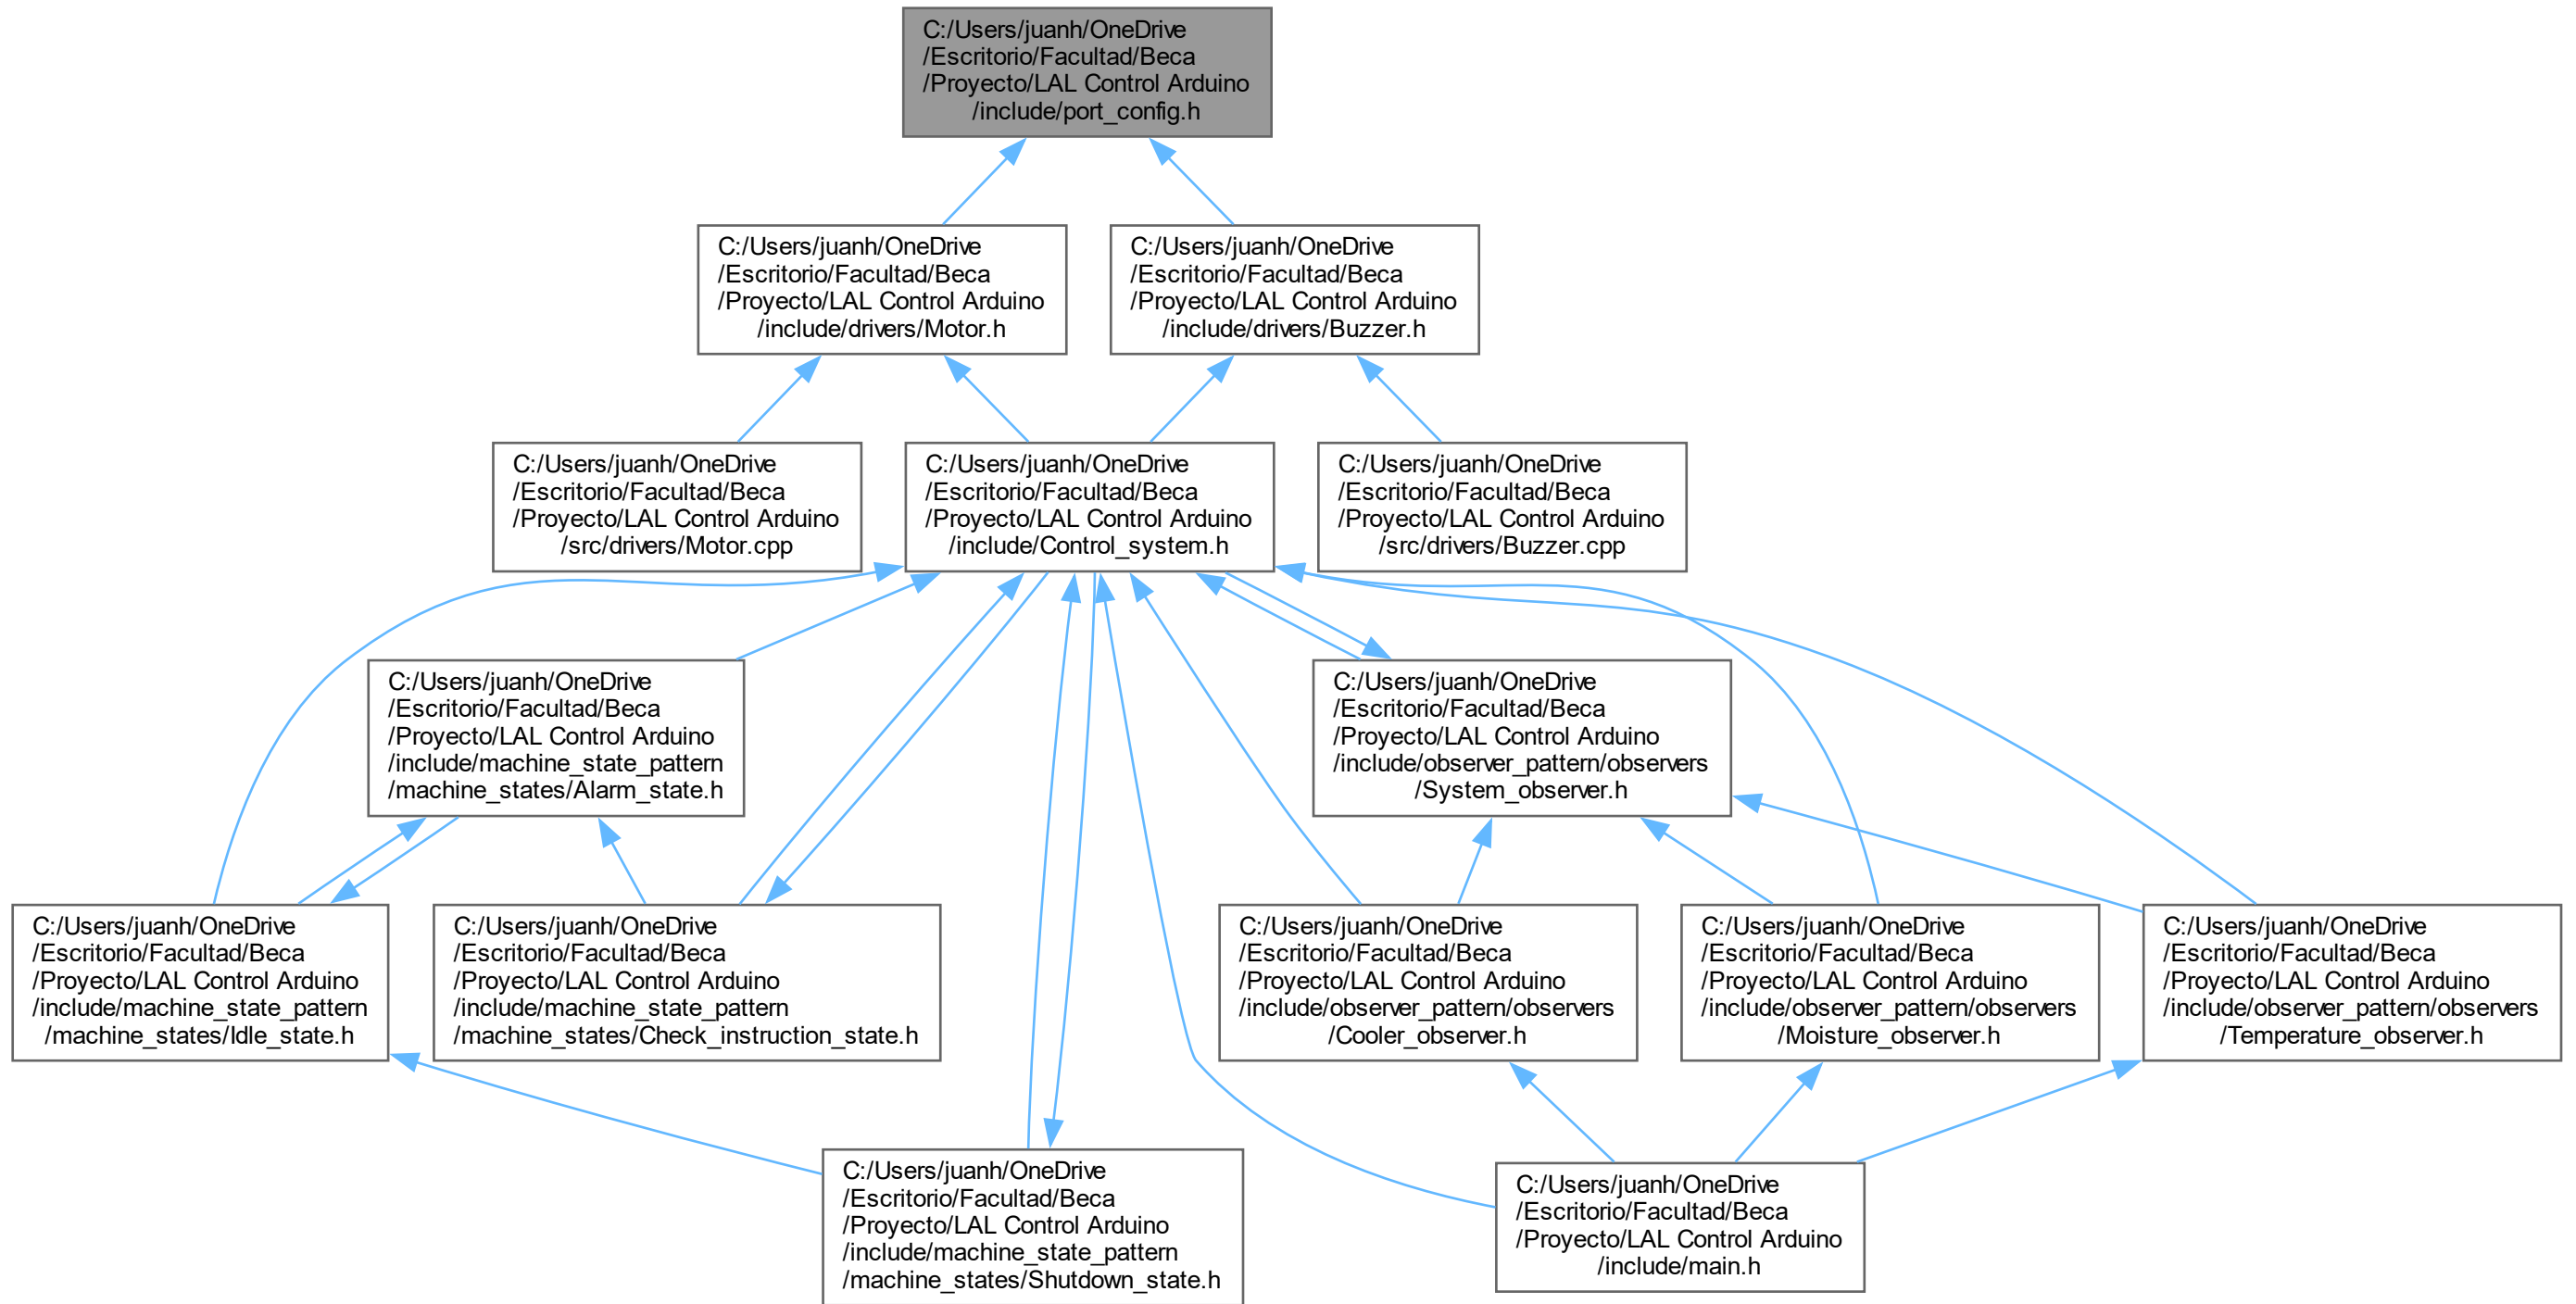 C:/Users/juanh/OneDrive
/Escritorio/Facultad/Beca
/Proyecto/LAL Control Arduino
/include/port_config.h
C:/Users/juanh/OneDrive
/Escritorio/Facultad/Beca
/Proyecto/LAL Control Arduino
/include/drivers/Motor.h
C:/Users/juanh/OneDrive
/Escritorio/Facultad/Beca
/Proyecto/LAL Control Arduino
/include/drivers/Buzzer.h
C:/Users/juanh/OneDrive
/Escritorio/Facultad/Beca
/Proyecto/LAL Control Arduino
/src/drivers/Motor.cpp
C:/Users/juanh/OneDrive
/Escritorio/Facultad/Beca
/Proyecto/LAL Control Arduino
/include/Control_system.h
C:/Users/juanh/OneDrive
/Escritorio/Facultad/Beca
/Proyecto/LAL Control Arduino
/src/drivers/Buzzer.cpp
C:/Users/juanh/OneDrive
/Escritorio/Facultad/Beca
/Proyecto/LAL Control Arduino
/include/machine_state_pattern
/machine_states/Alarm_state.h
C:/Users/juanh/OneDrive
/Escritorio/Facultad/Beca
/Proyecto/LAL Control Arduino
/include/observer_pattern/observers
/System_observer.h
C:/Users/juanh/OneDrive
/Escritorio/Facultad/Beca
/Proyecto/LAL Control Arduino
/include/machine_state_pattern
/machine_states/Idle_state.h
C:/Users/juanh/OneDrive
/Escritorio/Facultad/Beca
/Proyecto/LAL Control Arduino
/include/machine_state_pattern
/machine_states/Check_instruction_state.h
C:/Users/juanh/OneDrive
/Escritorio/Facultad/Beca
/Proyecto/LAL Control Arduino
/include/observer_pattern/observers
/Cooler_observer.h
C:/Users/juanh/OneDrive
/Escritorio/Facultad/Beca
/Proyecto/LAL Control Arduino
/include/observer_pattern/observers
/Moisture_observer.h
C:/Users/juanh/OneDrive
/Escritorio/Facultad/Beca
/Proyecto/LAL Control Arduino
/include/observer_pattern/observers
/Temperature_observer.h
C:/Users/juanh/OneDrive
/Escritorio/Facultad/Beca
/Proyecto/LAL Control Arduino
/include/machine_state_pattern
/machine_states/Shutdown_state.h
C:/Users/juanh/OneDrive
/Escritorio/Facultad/Beca
/Proyecto/LAL Control Arduino
/include/main.h